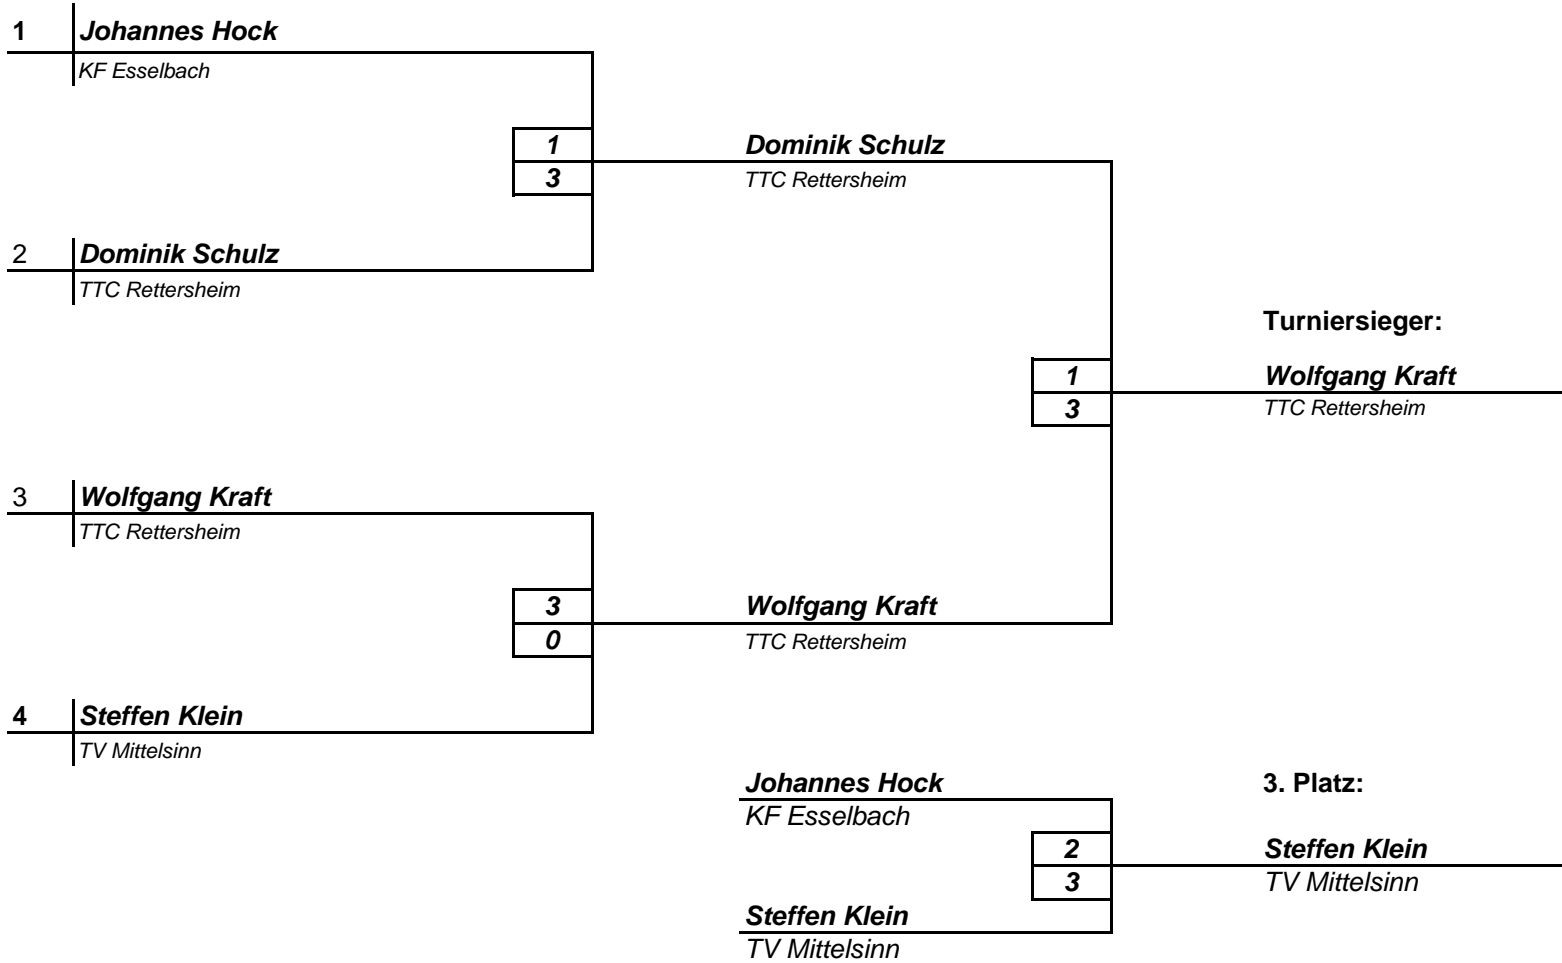 1 Johannes Hock
KF Esselbach
1 Dominik Schulz
3 TTC Rettersheim
2 Dominik Schulz
TTC Rettersheim
Turniersieger:
1 Wolfgang Kraft
3 TTC Rettersheim
3 Wolfgang Kraft
TTC Rettersheim
3 Wolfgang Kraft
0 TTC Rettersheim
4 Steffen Klein
TV Mittelsinn
Johannes Hock 3. Platz:
KF Esselbach
2 Steffen Klein
3 TV Mittelsinn
Steffen Klein
TV Mittelsinn